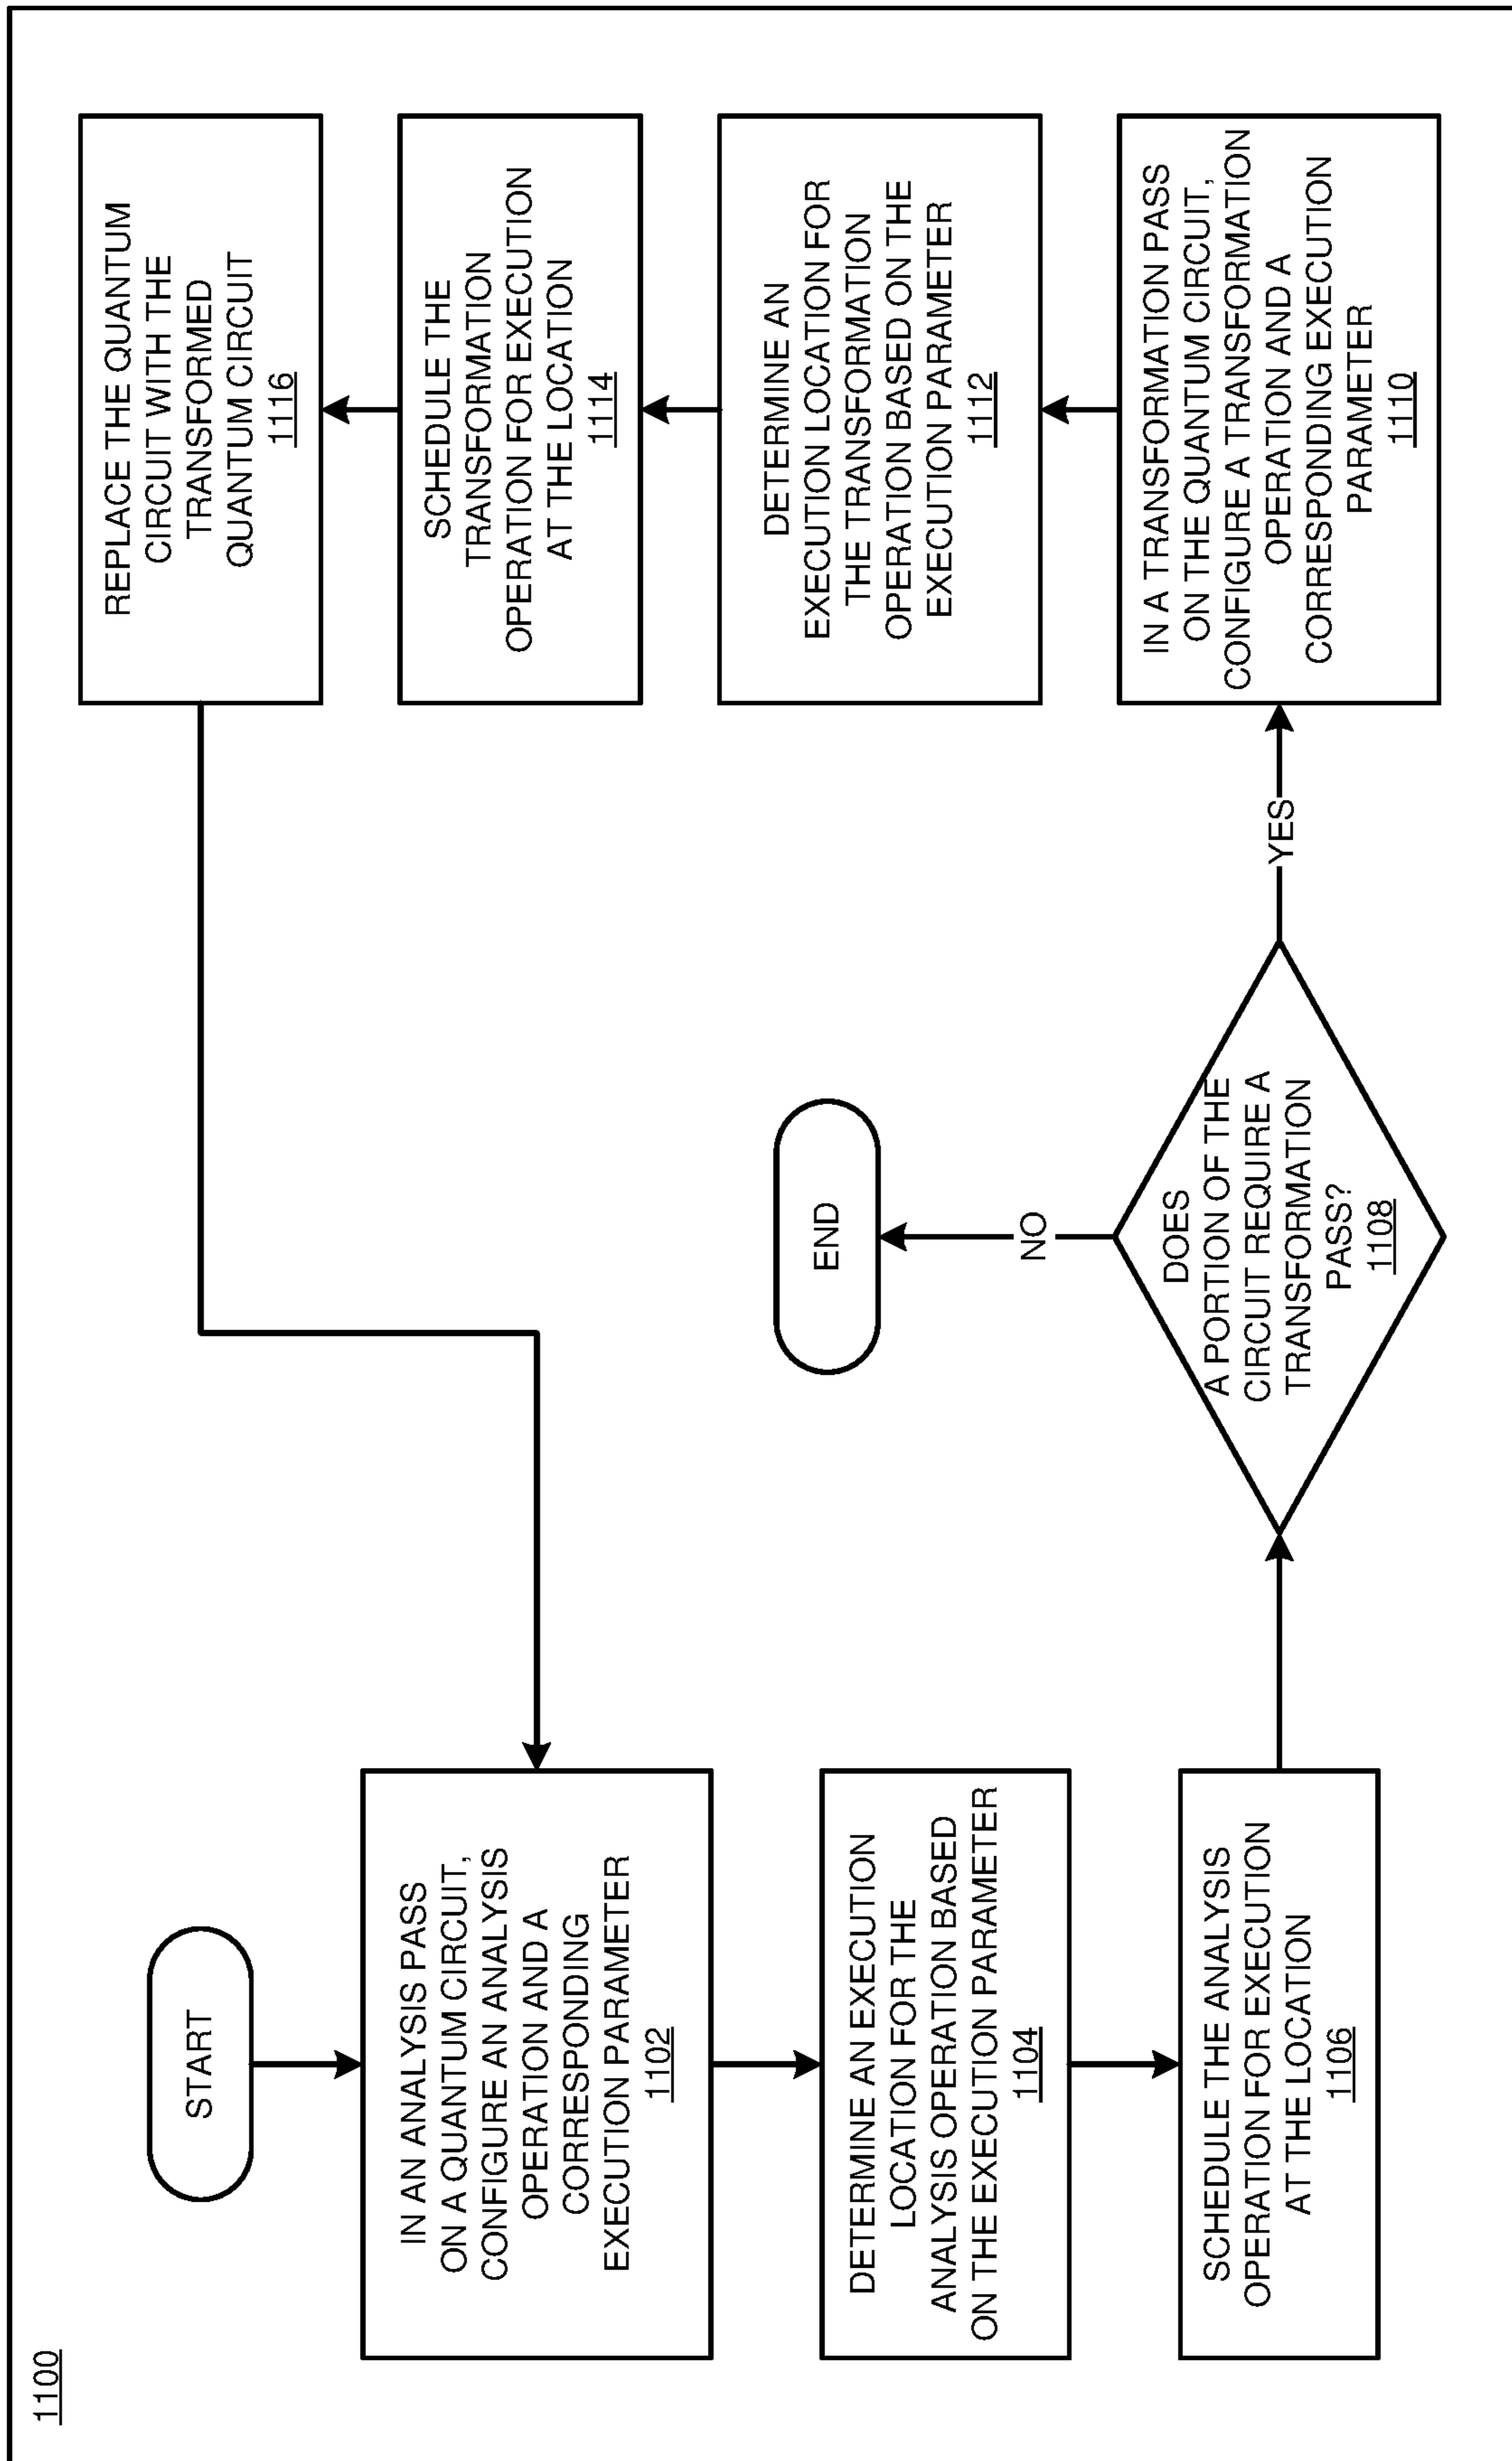 1100
START
IN AN ANALYSIS PASS
ON A QUANTUM CIRCUIT,
CONFIGURE AN ANALYSIS
OPERATION AND A
CORRESPONDING
EXECUTION PARAMETER
1102
DETERMINE AN EXECUTION
LOCATION FOR THE
ANALYSIS OPERATION BASED
ON THE EXECUTION PARAMETER
1104
SCHEDULE THE ANALYSIS
OPERATION FOR EXECUTION
AT THE LOCATION
1106
DOES
A PORTION OF THE
CIRCUIT REQUIRE A
TRANSFORMATION
PASS?
1108
NO
END
YES
IN A TRANSFORMATION PASS
ON THE QUANTUM CIRCUIT,
CONFIGURE A TRANSFORMATION
OPERATION AND A
CORRESPONDING EXECUTION
PARAMETER
1110
DETERMINE AN
EXECUTION LOCATION FOR
THE TRANSFORMATION
OPERATION BASED ON THE
EXECUTION PARAMETER
1112
SCHEDULE THE
TRANSFORMATION
OPERATION FOR EXECUTION
AT THE LOCATION
1114
REPLACE THE QUANTUM
CIRCUIT WITH THE
TRANSFORMED
QUANTUM CIRCUIT
1116